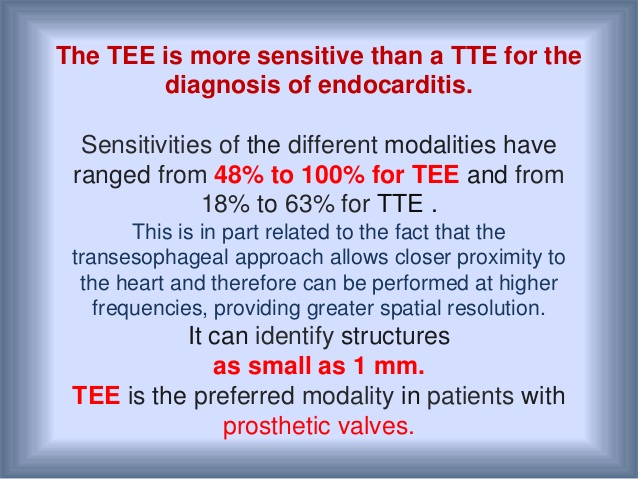 The TEE is more sensitive than a TTE for the
diagnosis of endocarditis.
Sensitivities of the different modalities have
ranged from 48% to 100% for TEE and from
18% to 63% for TTE .
This is in part related to the fact that the
transesophageal approach allows closer proximity to
the heart and therefore can be performed at higher
frequencies, providing greater spatial resolution.
It can identify structures
as small as 1 mm.
TEE is the preferred modality in patients with
prosthetic valves.